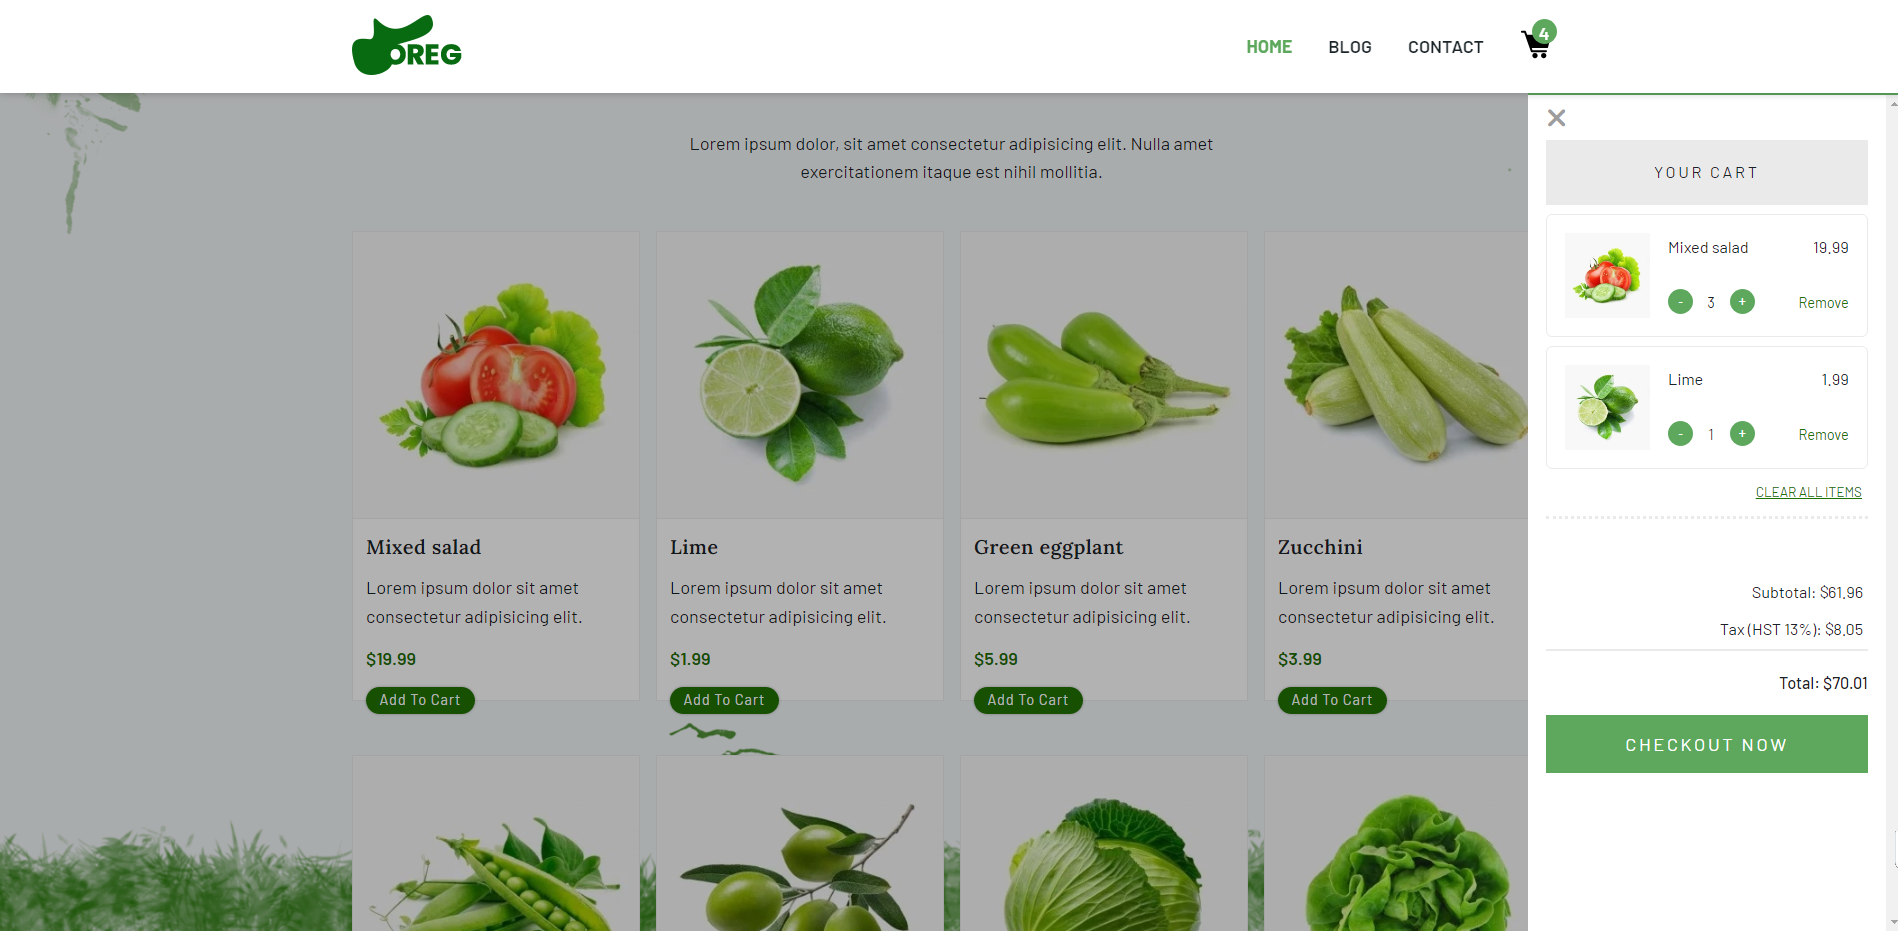 OREG
HOME
BLOG
CONTACT
4
Lorem ipsum dolor, sit amet consectetur adipisicing elit. Nulla amet
exercitationem itaque est nihil mollitia.
Mixed salad
Lorem ipsum dolor sit amet
consectetur adipisicing elit.
$19.99
Add To Cart
Lime
Lorem ipsum dolor sit amet
consectetur adipisicing elit.
$1.99
Add To Cart
Green eggplant
Lorem ipsum dolor sit amet
consectetur adipisicing elit.
$5.99
Add To Cart
Zucchini
Lorem ipsum dolor sit amet
consectetur adipisicing elit.
$3.99
Add To Cart
YOUR CART
Mixed salad 19.99
- 3 + Remove
Lime 1.99
- 1 + Remove
CLEAR ALL ITEMS
Subtotal: $61.96
Tax (HST 13%): $8.05
Total: $70.01
CHECKOUT NOW